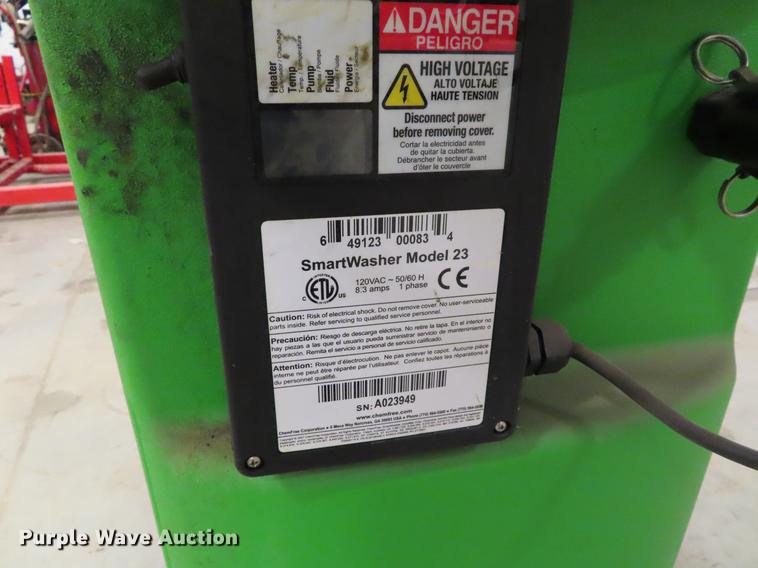 DANGER
PELIGRO
HIGH VOLTAGE
ALTO VOLTAJE
HAUTE TENSION
Disconnect power
before removing cover.
Cortar la electricidad antes
de quitar la cubierta.
Débrancher le secteur avant
d'ôter le couvercle
Heater
Calentador / Chauffage
Temp
Temp. / Température
Pump
Fluid
Power
6 49123 00083 4
SmartWasher Model 23
120VAC ~ 50/60 H
8.3 amps 1 phase
C ETL US
CE
Caution: Risk of electrical shock. Do not remove cover. No user-serviceable
parts inside. Refer servicing to qualified service personnel.
Precaución: Riesgo de descarga eléctrica. No retire la tapa. En el interior no
hay piezas a las que el usuario pueda suministrar servicio de mantenimiento o
reparación. Remita el servicio a personal de servicio calificado.
Attention: Risque d'électrocution. Ne pas enlever le capot. Aucune pièce
interne ne peut être réparée par l'utilisateur. Confiez toutes les réparations à
du personnel qualifié.
SN: A023949
www.chemfree.com
Purple Wave Auction